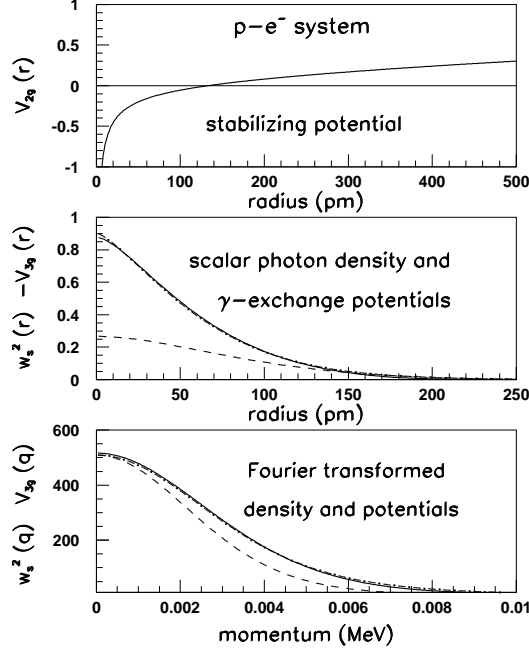 p−e⁻ system
stabilizing potential
V₂g (r)
1
0.5
0
-0.5
-1
0 100 200 300 400 500
radius (pm)
scalar photon density and
γ−exchange potentials
wₛ² (r) −V₃g (r)
1
0.8
0.6
0.4
0.2
0
0 50 100 150 200 250
radius (pm)
Fourier transformed
density and potentials
wₛ² (q) V₃g (q)
600
400
200
0 0.002 0.004 0.006 0.008 0.01
momentum (MeV)